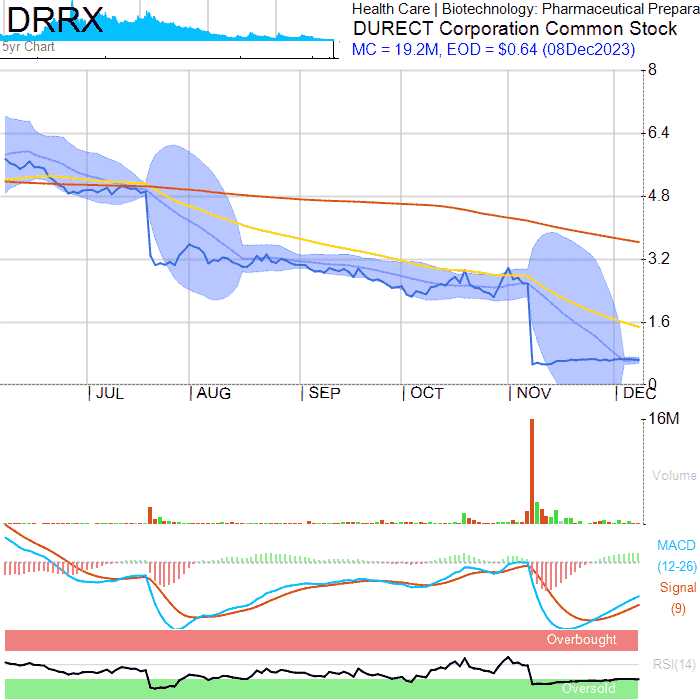 DRRX
5yr Chart
Health Care | Biotechnology: Pharmaceutical Prepara
DURECT Corporation Common Stock
MC = 19.2M, EOD = $0.64 (08Dec2023)
8
6.4
4.8
3.2
1.6
0
JUL AUG SEP OCT NOV DEC
16M
Volume
MACD
(12-26)
Signal
(9)
Overbought
RSI(14)
Oversold